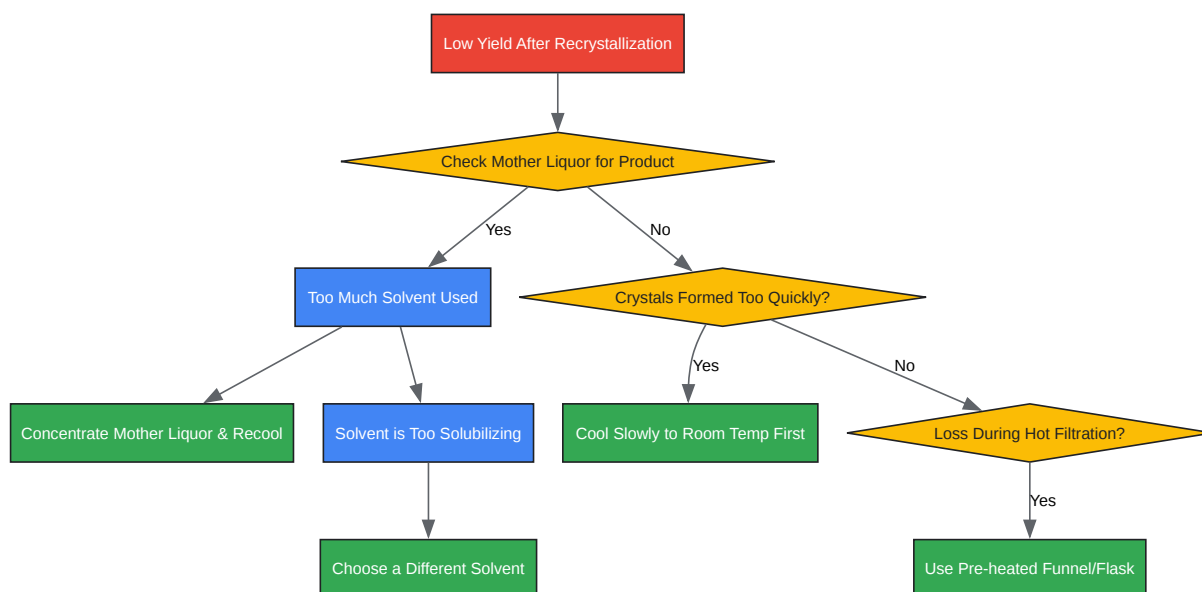 Low Yield After Recrystallization
Check Mother Liquor for Product
Yes
No
Too Much Solvent Used
Crystals Formed Too Quickly?
Yes
No
Concentrate Mother Liquor & Recool
Solvent is Too Solubilizing
Cool Slowly to Room Temp First
Loss During Hot Filtration?
Yes
Choose a Different Solvent
Use Pre-heated Funnel/Flask